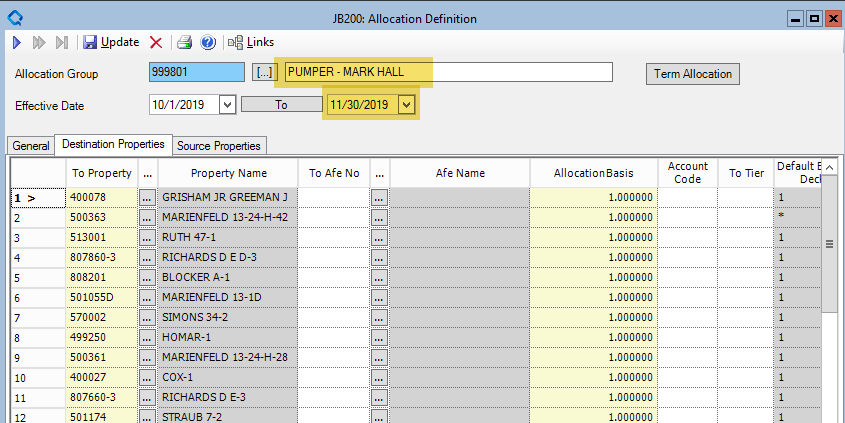 JB200: Allocation Definition
Update Links
Allocation Group 999801 [...] PUMPER - MARK HALL Term Allocation
Effective Date 10/1/2019 To 11/30/2019
General Destination Properties Source Properties
To Property ... Property Name To Afe No ... Afe Name AllocationBasis Account Code To Tier Default
1 > 400078 ... GRISHAM JR GREEMAN J ... 1.000000 1
2 500363 ... MARIENFELD 13-24-H-42 ... 1.000000 *
3 513001 ... RUTH 47-1 ... 1.000000 1
4 807860-3 ... RICHARDS D E D-3 ... 1.000000 1
5 808201 ... BLOCKER A-1 ... 1.000000 1
6 501055D ... MARIENFELD 13-1D ... 1.000000 1
7 570002 ... SIMONS 34-2 ... 1.000000 1
8 499250 ... HOMAR-1 ... 1.000000 1
9 500361 ... MARIENFELD 13-24-H-28 ... 1.000000 1
10 400027 ... COX-1 ... 1.000000 1
11 807660-3 ... RICHARDS D E-3 ... 1.000000 1
12 501174 ... STRAUB 7-2 ... 1.000000 1